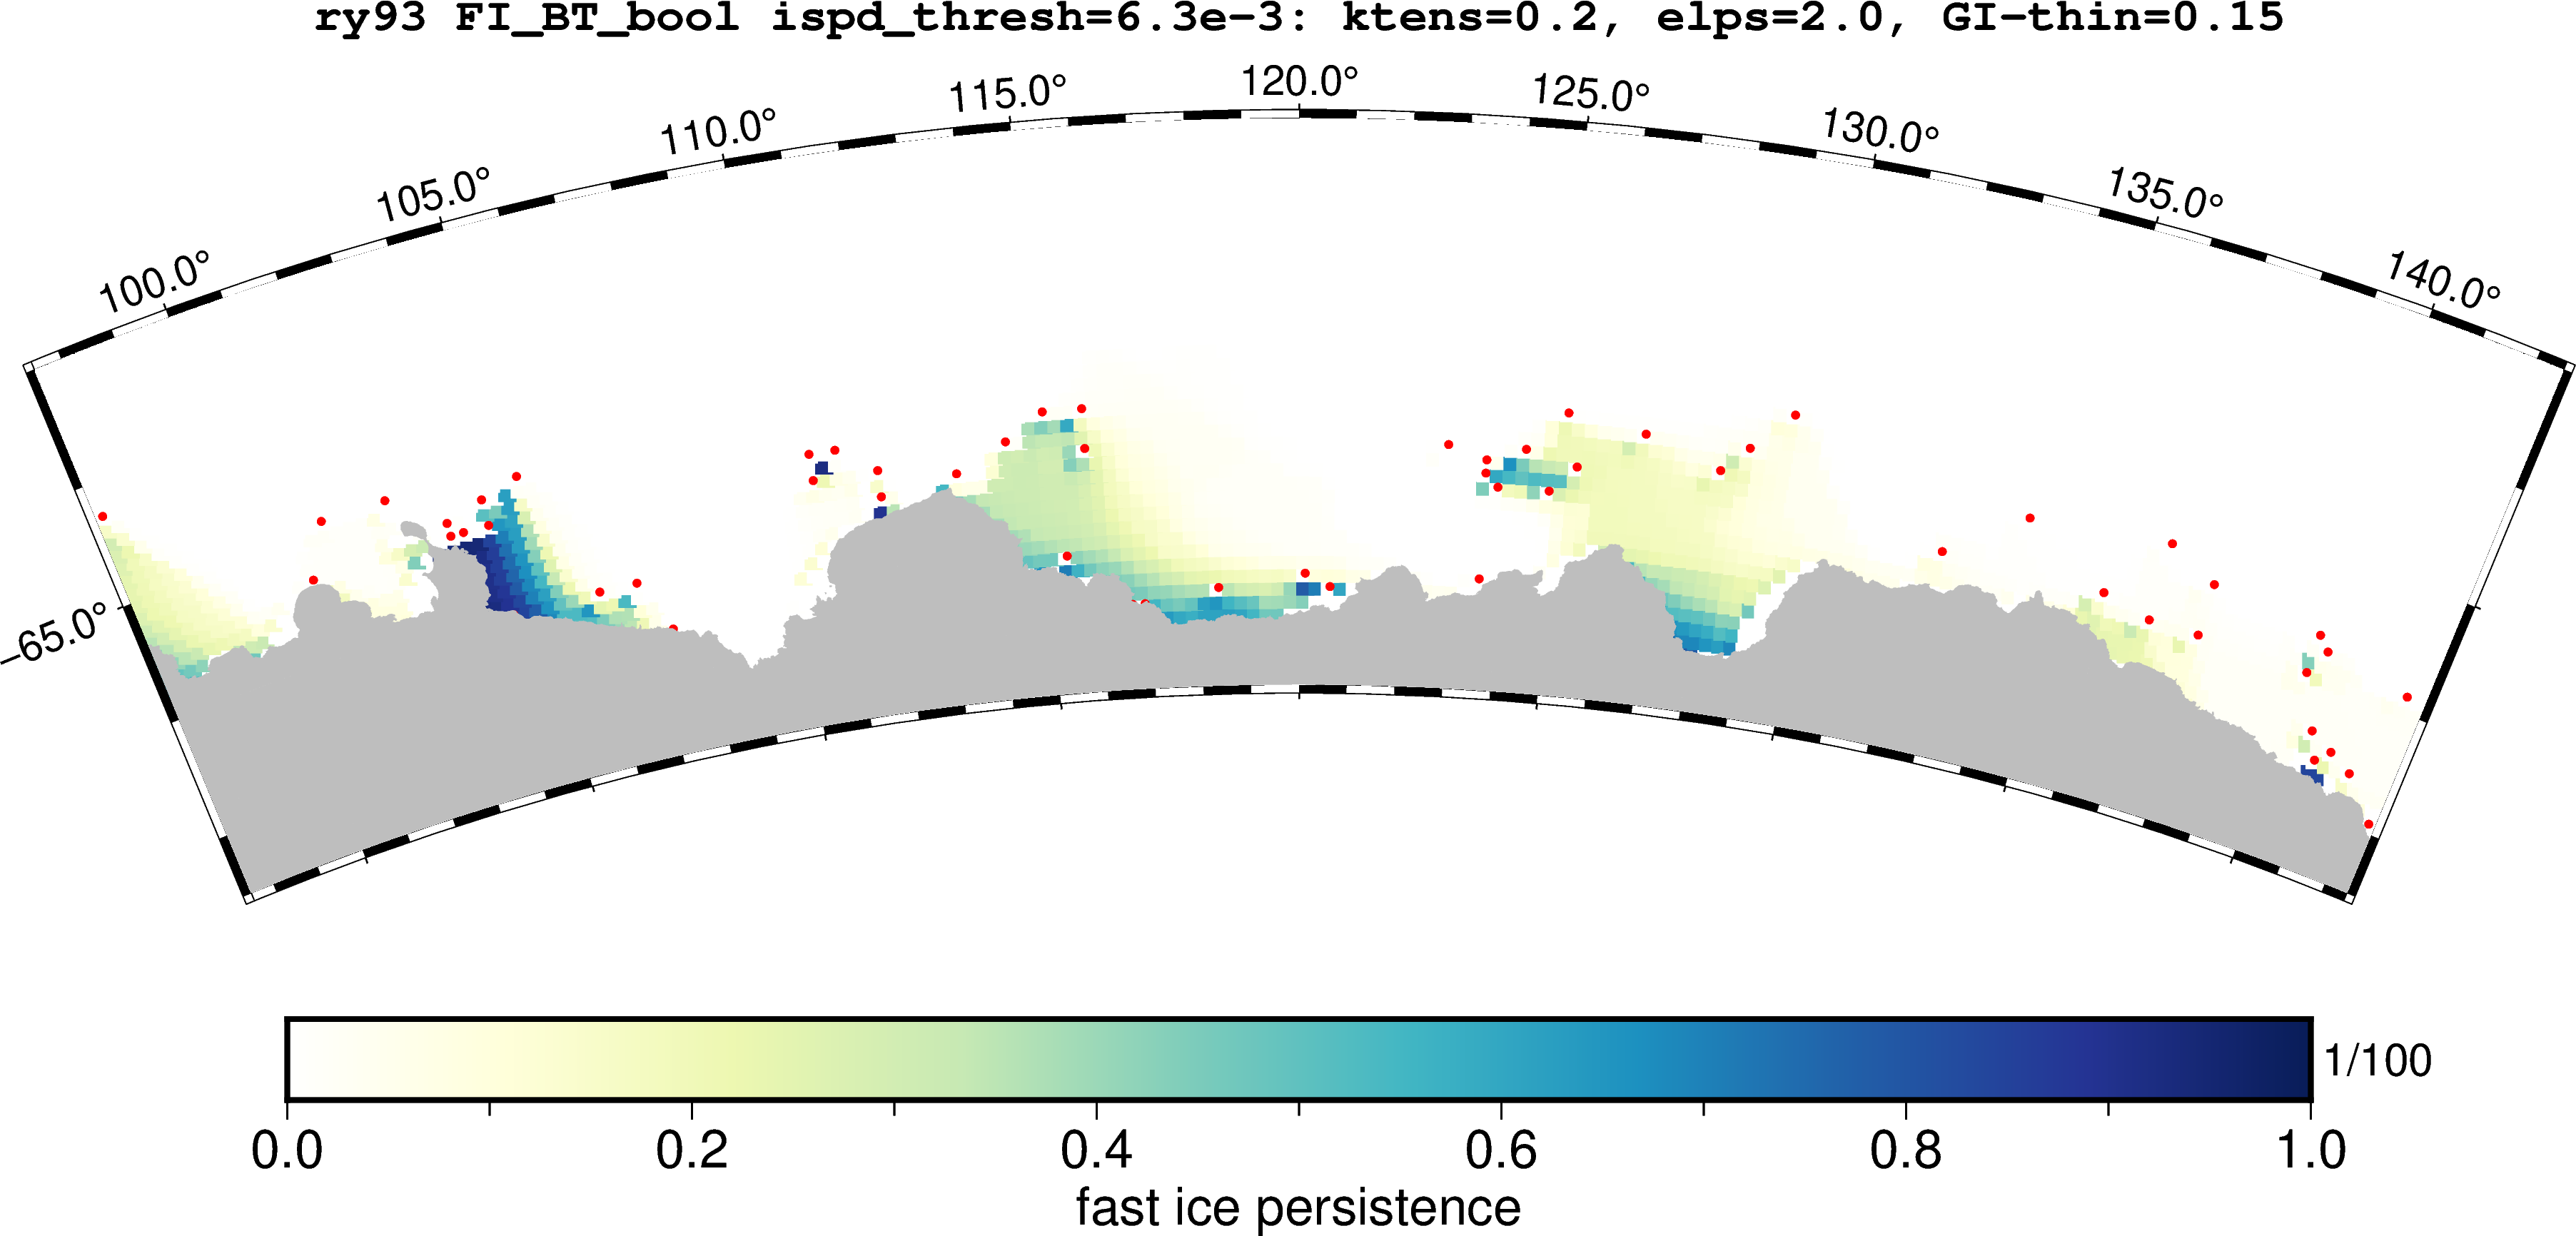 ry93 FI_BT_bool ispd_thresh=6.3e-3: ktens=0.2, elps=2.0, GI-thin=0.15
100.0° 105.0° 110.0° 115.0° 120.0° 125.0° 130.0° 135.0° 140.0°
-65.0°
1/100
0.0 0.2 0.4 0.6 0.8 1.0
fast ice persistence